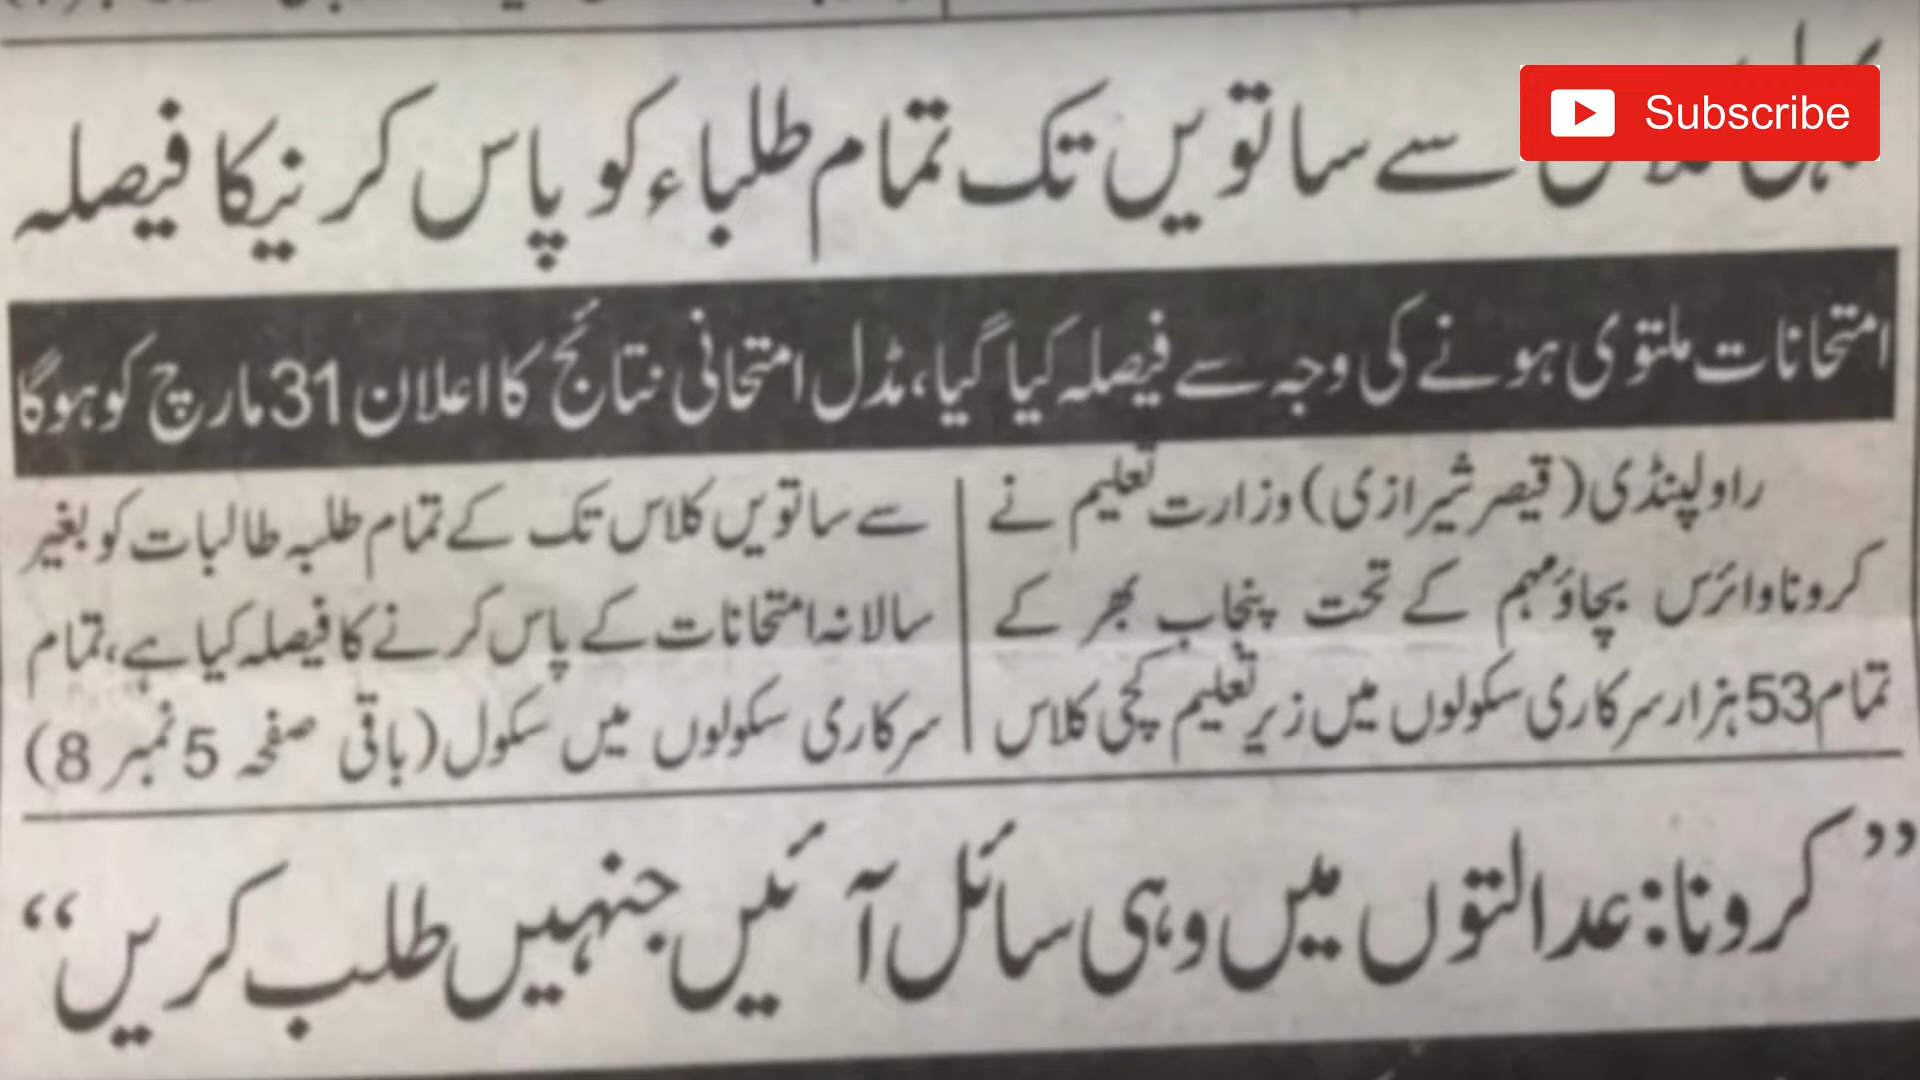 Subscribe
سے ساتویں تک تمام طلباء کو پاس کرنیکا فیصلہ
امتحانات ملتوی ہونے کی وجہ سے فیصلہ کیا گیا، مڈل امتحانی نتائج کا اعلان 31 مارچ کو ہوگا
راولپنڈی (قیصر شیرازی) وزارت تعلیم نے
کرونا وائرس بچاؤ مہم کے تحت پنجاب بھر کے
تمام 53 ہزار سرکاری سکولوں میں زیر تعلیم کچی کلاس
سے ساتویں کلاس تک کے تمام طلبہ طالبات کو بغیر
سالانہ امتحانات کے پاس کرنے کا فیصلہ کیا ہے، تمام
سرکاری سکولوں میں سکول (باقی صفحہ 5 نمبر 8)
”کرونا: عدالتوں میں وہی سائل آئیں جنہیں طلب کریں“